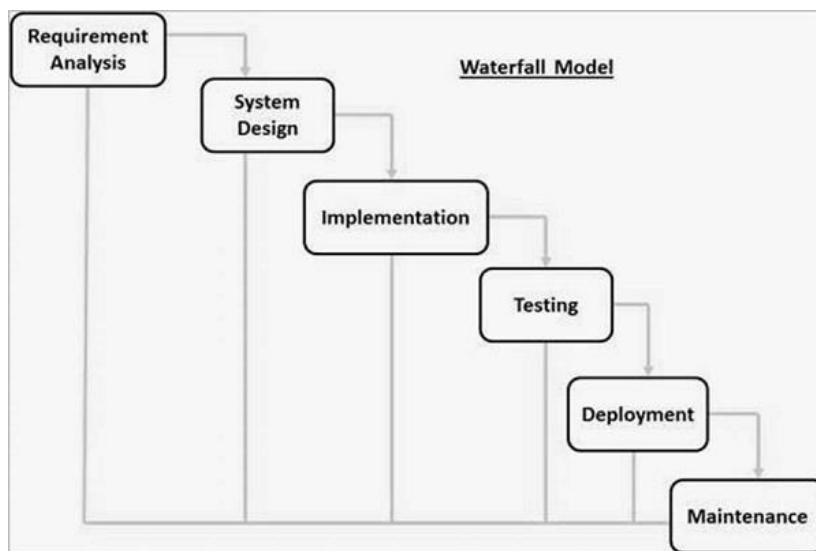 Requirement
Analysis
Waterfall Model
System
Design
Implementation
Testing
Deployment
Maintenance